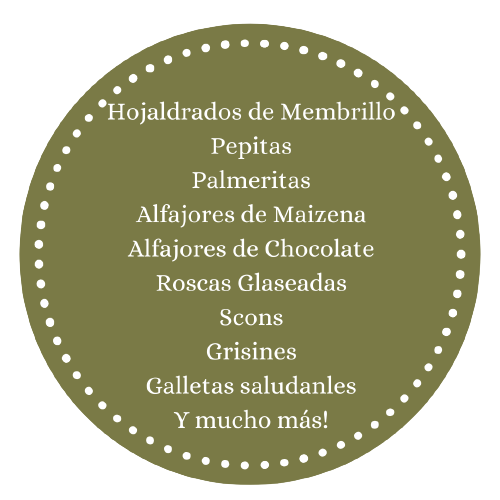 Hojaldrados de Membrillo
Pepitas
Palmeritas
Alfajores de Maizena
Alfajores de Chocolate
Roscas Glaseadas
Scons
Grisines
Galletas saludanles
Y mucho más!